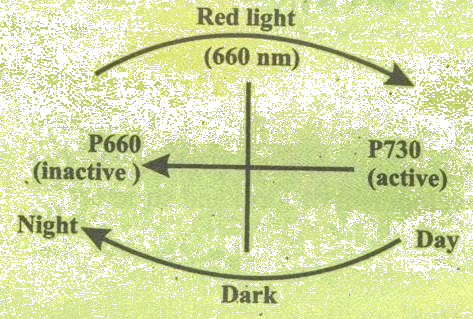 Red light
(660 nm)
P660
(inactive )
P730
(active)
Night
Day
Dark